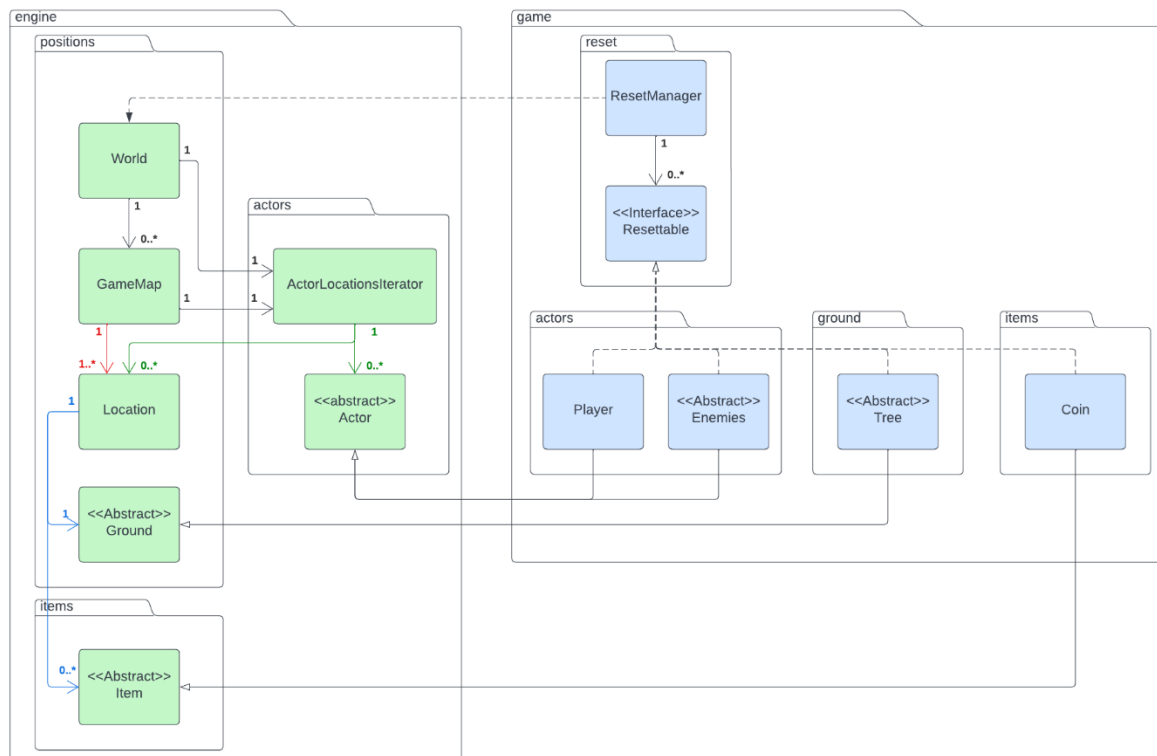 engine
game
positions
reset
ResetManager
World
1
1
1
0..*
actors
<<Interface>>
Resettable
0..*
GameMap
1
ActorLocationsIterator
1
1
1
1
actors
ground
items
1..*
0..*
0..*
Location
1
<<abstract>>
Actor
Player
<<Abstract>>
Enemies
<<Abstract>>
Tree
Coin
1
<<Abstract>>
Ground
items
0..*
<<Abstract>>
Item